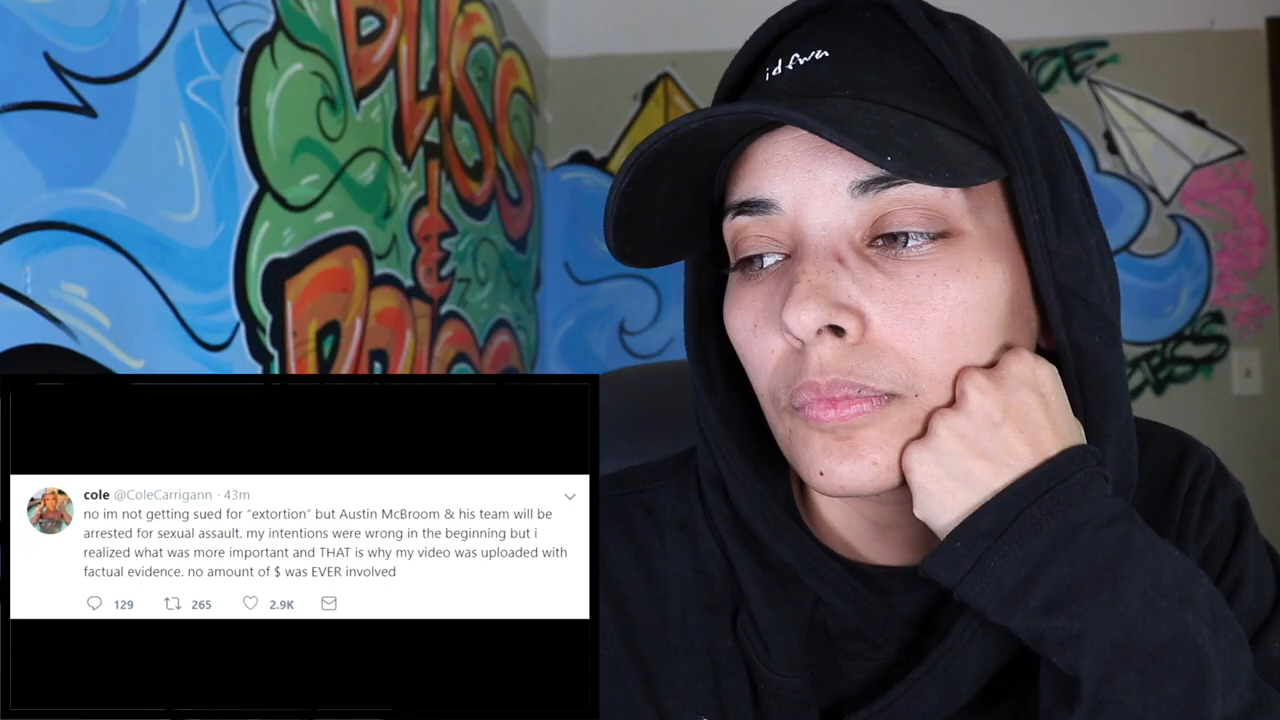 BLISS
&
idfwa
cole @ColeCarrigann · 43m
no im not getting sued for "extortion" but Austin McBroom & his team will be
arrested for sexual assault. my intentions were wrong in the beginning but i
realized what was more important and THAT is why my video was uploaded with
factual evidence. no amount of $ was EVER involved
129 265 2.9K